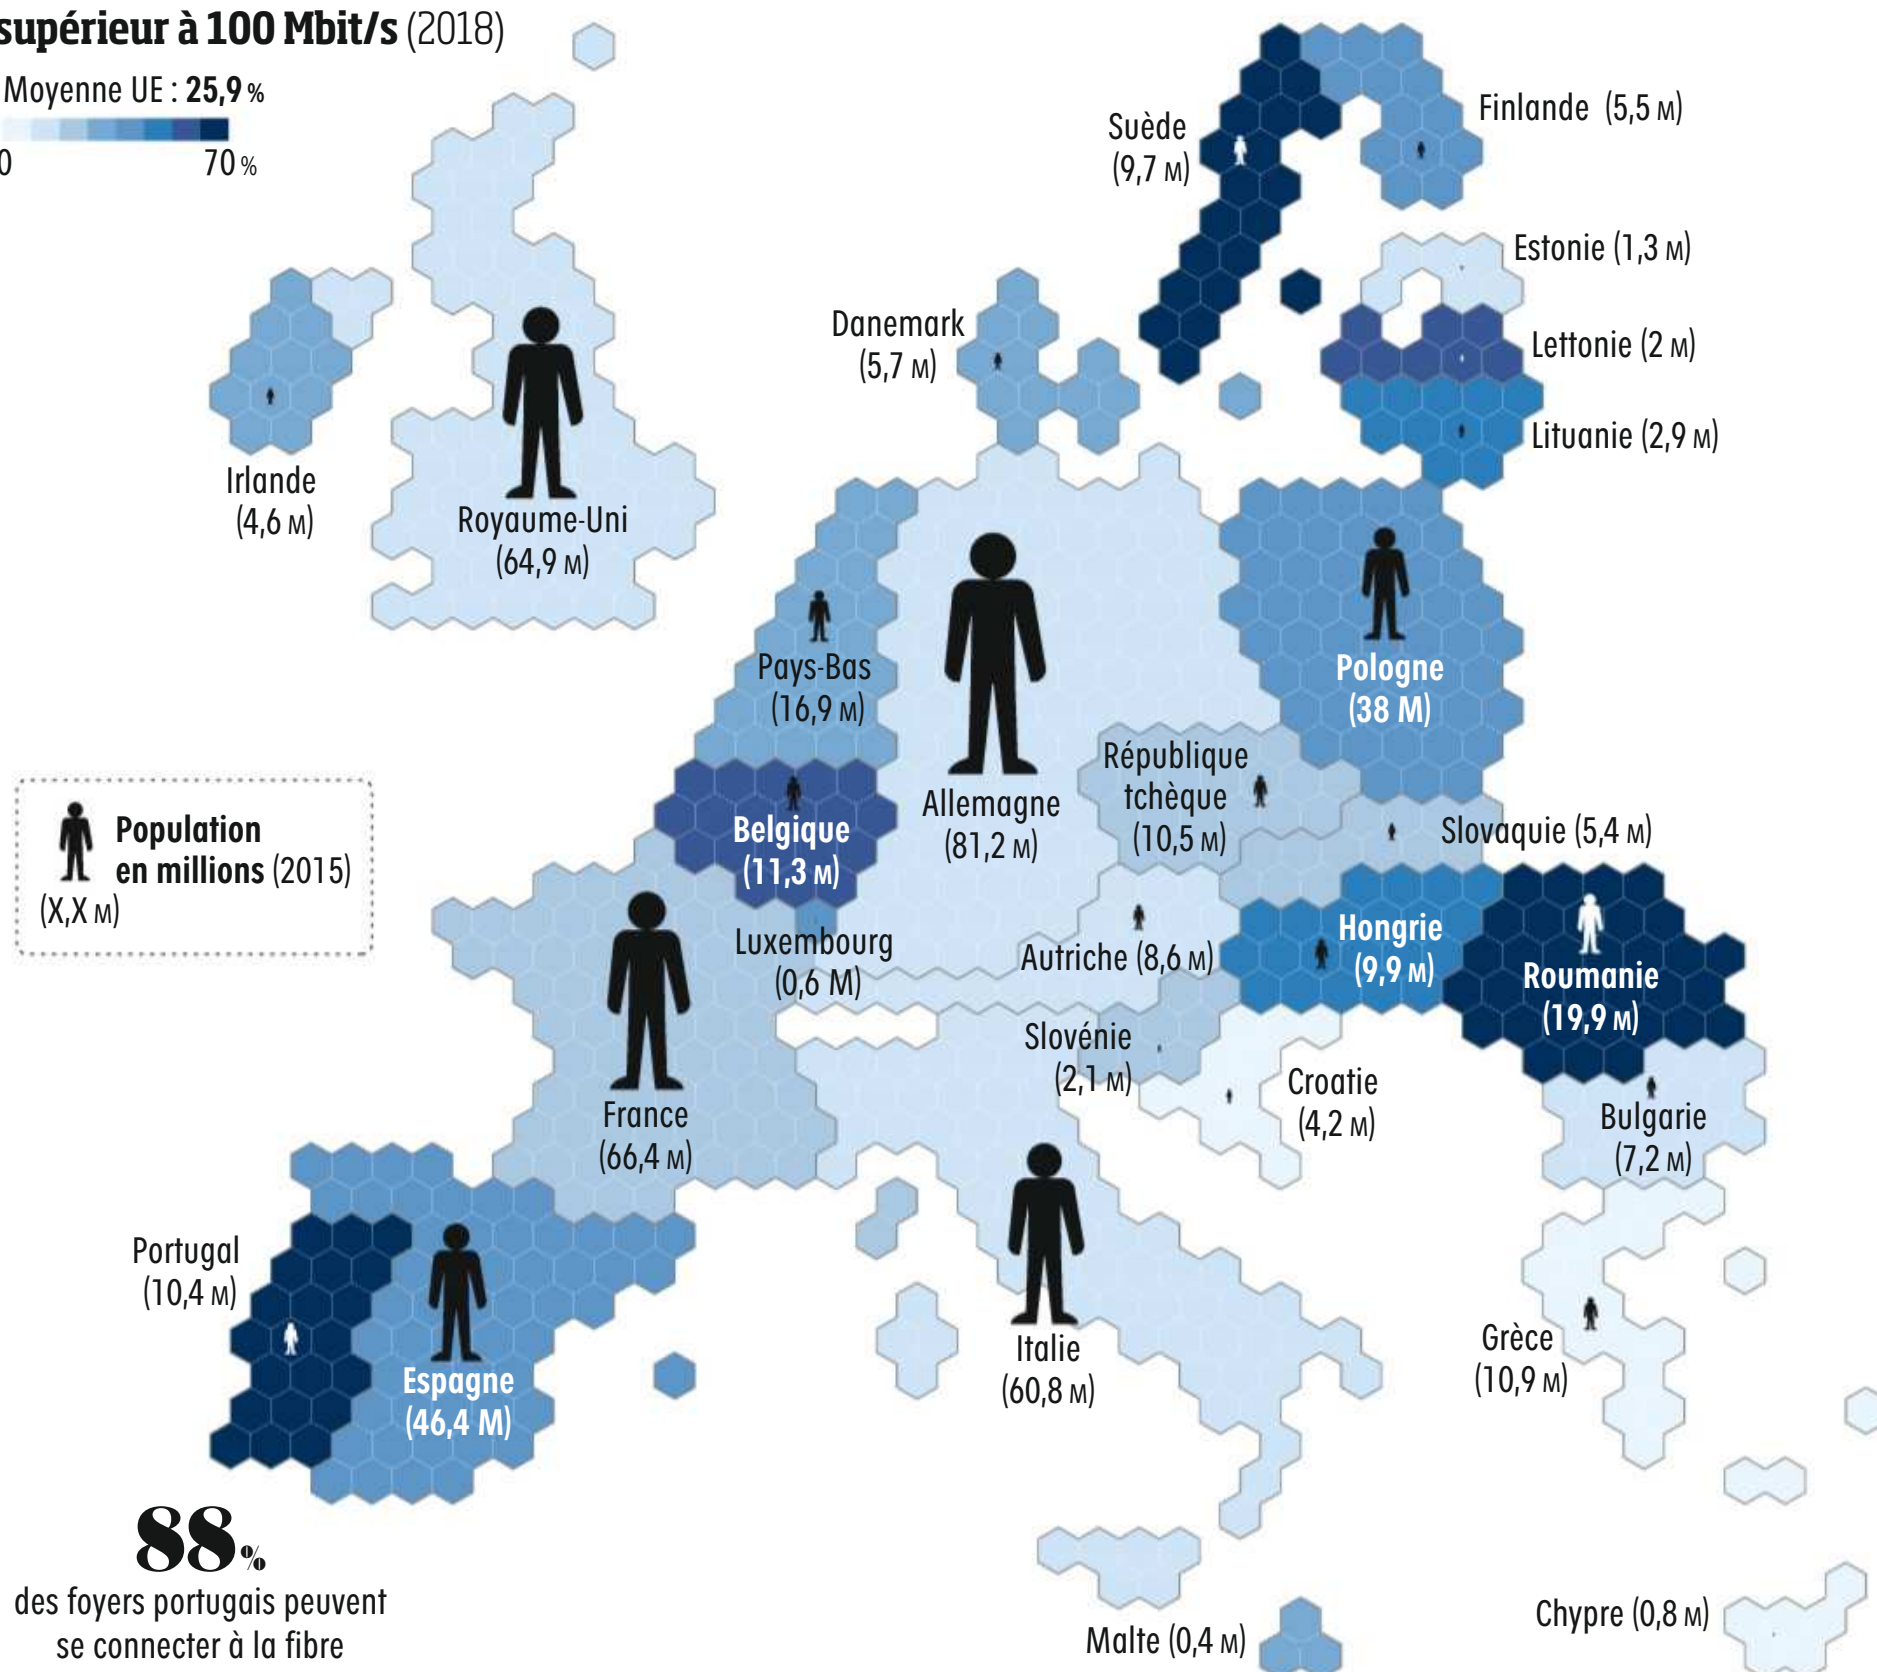 supérieur à 100 Mbit/s (2018)
Moyenne UE : 25,9 %
0
70 %
Suède
(9,7 M)
Finlande (5,5 M)
Estonie (1,3 M)
Danemark
(5,7 M)
Lettonie (2 M)
Lituanie (2,9 M)
Irlande
(4,6 M)
Royaume-Uni
(64,9 M)
Pays-Bas
(16,9 M)
Pologne
(38 M)
République
tchèque
(10,5 M)
Allemagne
(81,2 M)
Belgique
(11,3 M)
Slovaquie (5,4 M)
Population
en millions (2015)
(X,X M)
Luxembourg
(0,6 M)
Autriche (8,6 M)
Hongrie
(9,9 M)
Roumanie
(19,9 M)
Slovénie
(2,1 M)
Croatie
(4,2 M)
France
(66,4 M)
Bulgarie
(7,2 M)
Portugal
(10,4 M)
Espagne
(46,4 M)
Italie
(60,8 M)
Grèce
(10,9 M)
88 %
des foyers portugais peuvent
se connecter à la fibre
Malte (0,4 M)
Chypre (0,8 M)